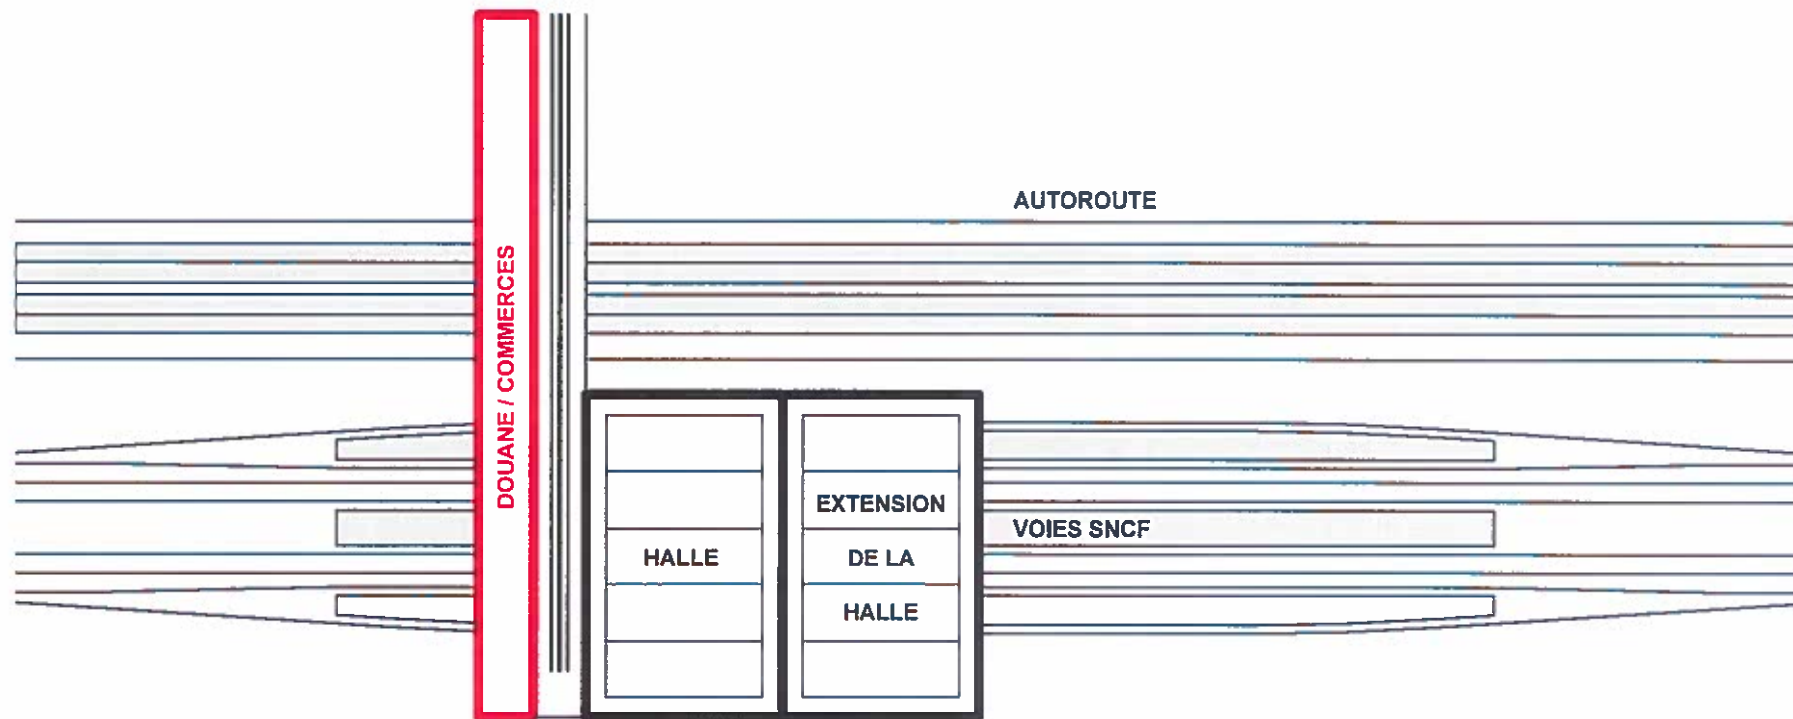 AUTOROUTE
DOUANE / COMMERCES
EXTENSION
VOIES SNCF
HALLE
DE LA
HALLE